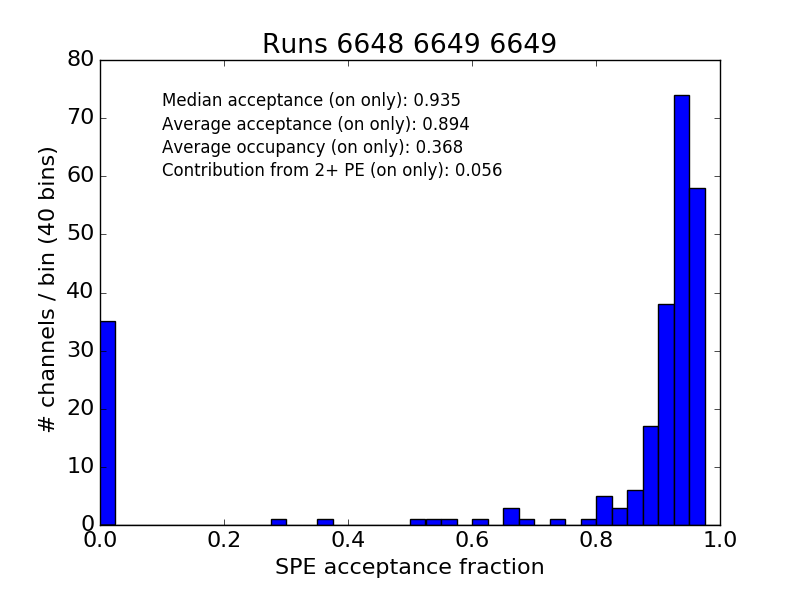 Runs 6648 6649 6649
80
70
60
50
40
30
20
10
0
# channels / bin (40 bins)
Median acceptance (on only): 0.935
Average acceptance (on only): 0.894
Average occupancy (on only): 0.368
Contribution from 2+ PE (on only): 0.056
0.0 0.2 0.4 0.6 0.8 1.0
SPE acceptance fraction